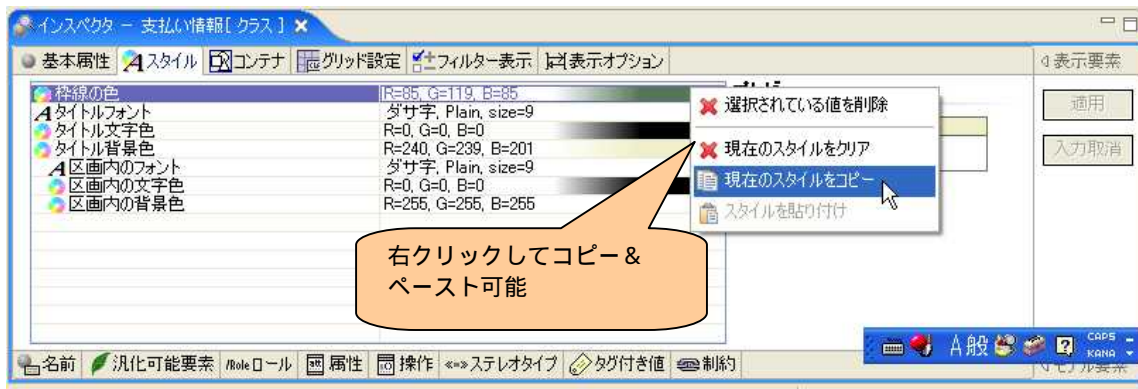 インスペクタ － 支払い情報[ クラス ]
基本属性 スタイル コンテナ グリッド設定 フィルター表示 表示オプション
表示要素
枠線の色 R=85, G=119, B=85
タイトルフォント ダサ字, Plain, size=9
タイトル文字色 R=0, G=0, B=0
タイトル背景色 R=240, G=239, B=201
区画内のフォント ダサ字, Plain, size=9
区画内の文字色 R=0, G=0, B=0
区画内の背景色 R=255, G=255, B=255
選択されている値を削除
現在のスタイルをクリア
現在のスタイルをコピー
スタイルを貼り付け
適用
入力取消
右クリックしてコピー＆
ペースト可能
A 般
CAPS
KANA
名前 汎化可能要素 /Role ロール 属性 操作 «»ステレオタイプ タグ付き値 制約